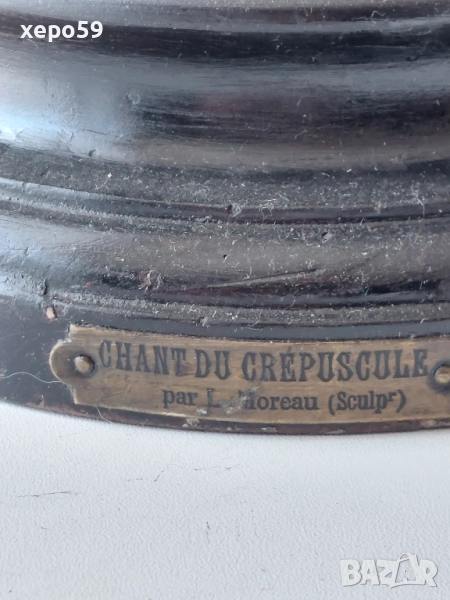 xepo59
CHANT DU CRÉPUSCULE
par L. Moreau (Sculpʳ)
BAZAR